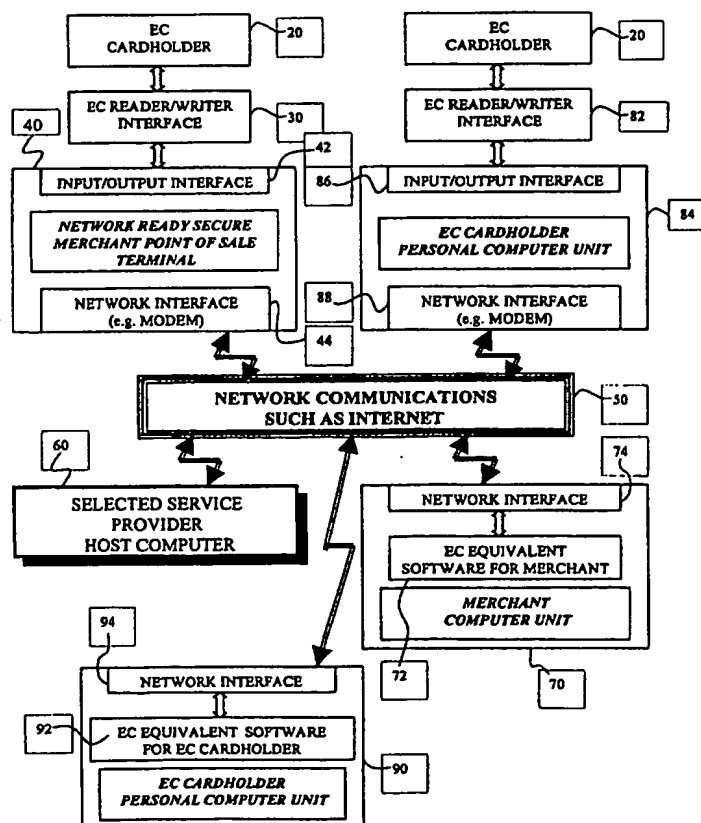 EC
CARDHOLDER
20
EC
CARDHOLDER
20
EC READER/WRITER
INTERFACE
30
EC READER/WRITER
INTERFACE
82
40
42
INPUT/OUTPUT INTERFACE
86
INPUT/OUTPUT INTERFACE
84
NETWORK READY SECURE
MERCHANT POINT OF SALE
TERMINAL
EC CARDHOLDER
PERSONAL COMPUTER UNIT
88
NETWORK INTERFACE
(e.g. MODEM)
44
NETWORK INTERFACE
(e.g. MODEM)
NETWORK COMMUNICATIONS
SUCH AS INTERNET
50
60
SELECTED SERVICE
PROVIDER
HOST COMPUTER
74
NETWORK INTERFACE
EC EQUIVALENT
SOFTWARE FOR MERCHANT
MERCHANT
COMPUTER UNIT
72
70
94
NETWORK INTERFACE
92
EC EQUIVALENT SOFTWARE
FOR EC CARDHOLDER
90
EC CARDHOLDER
PERSONAL COMPUTER UNIT